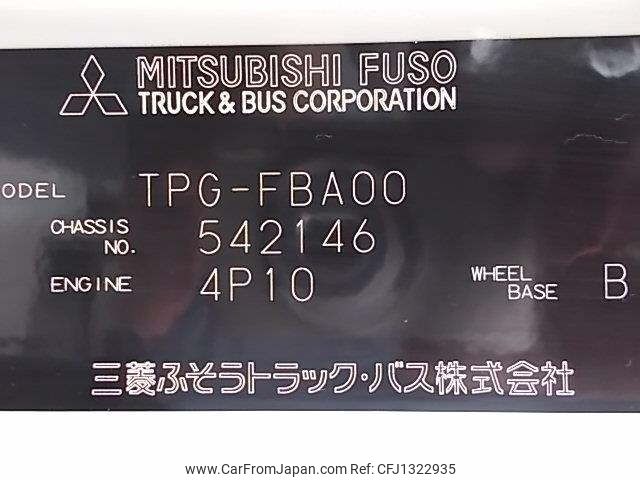 MITSUBISHI FUSO
TRUCK & BUS CORPORATION
ODEL TPG-FBA00
CHASSIS NO. 542146
ENGINE 4P10 WHEEL BASE B
三菱ふそうトラック・バス株式会社
www.CarFromJapan.com Copyright CFJ1322935